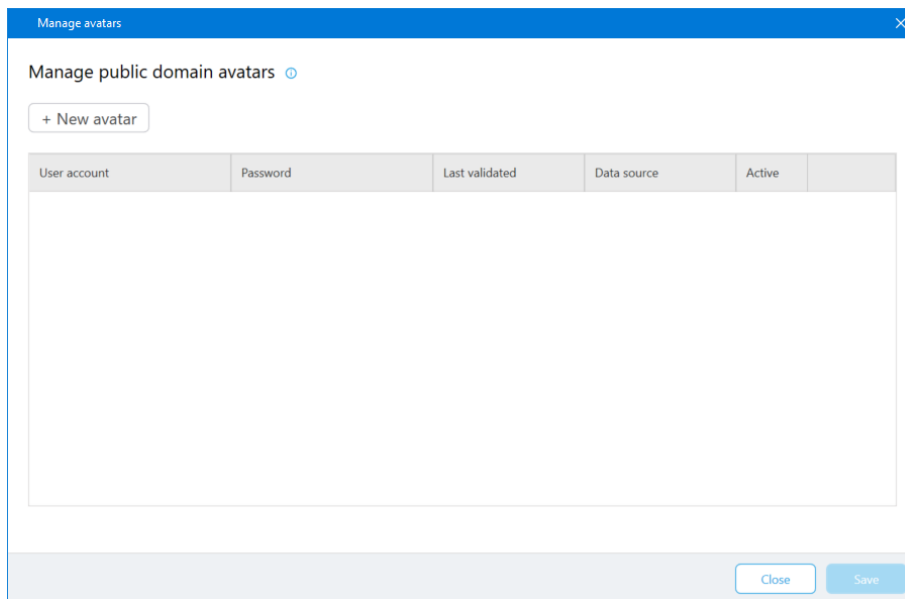 Manage avatars
Manage public domain avatars
+ New avatar
User account Password Last validated Data source Active
Close Save